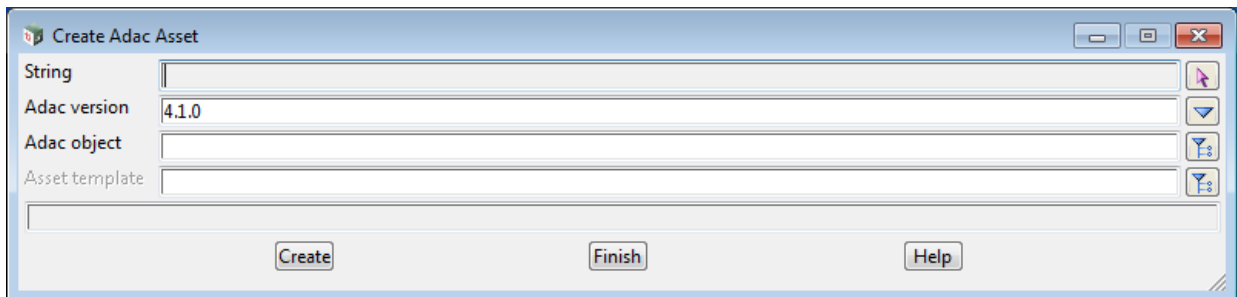 Create Adac Asset
String
Adac version 4.1.0
Adac object
Asset template
Create Finish Help